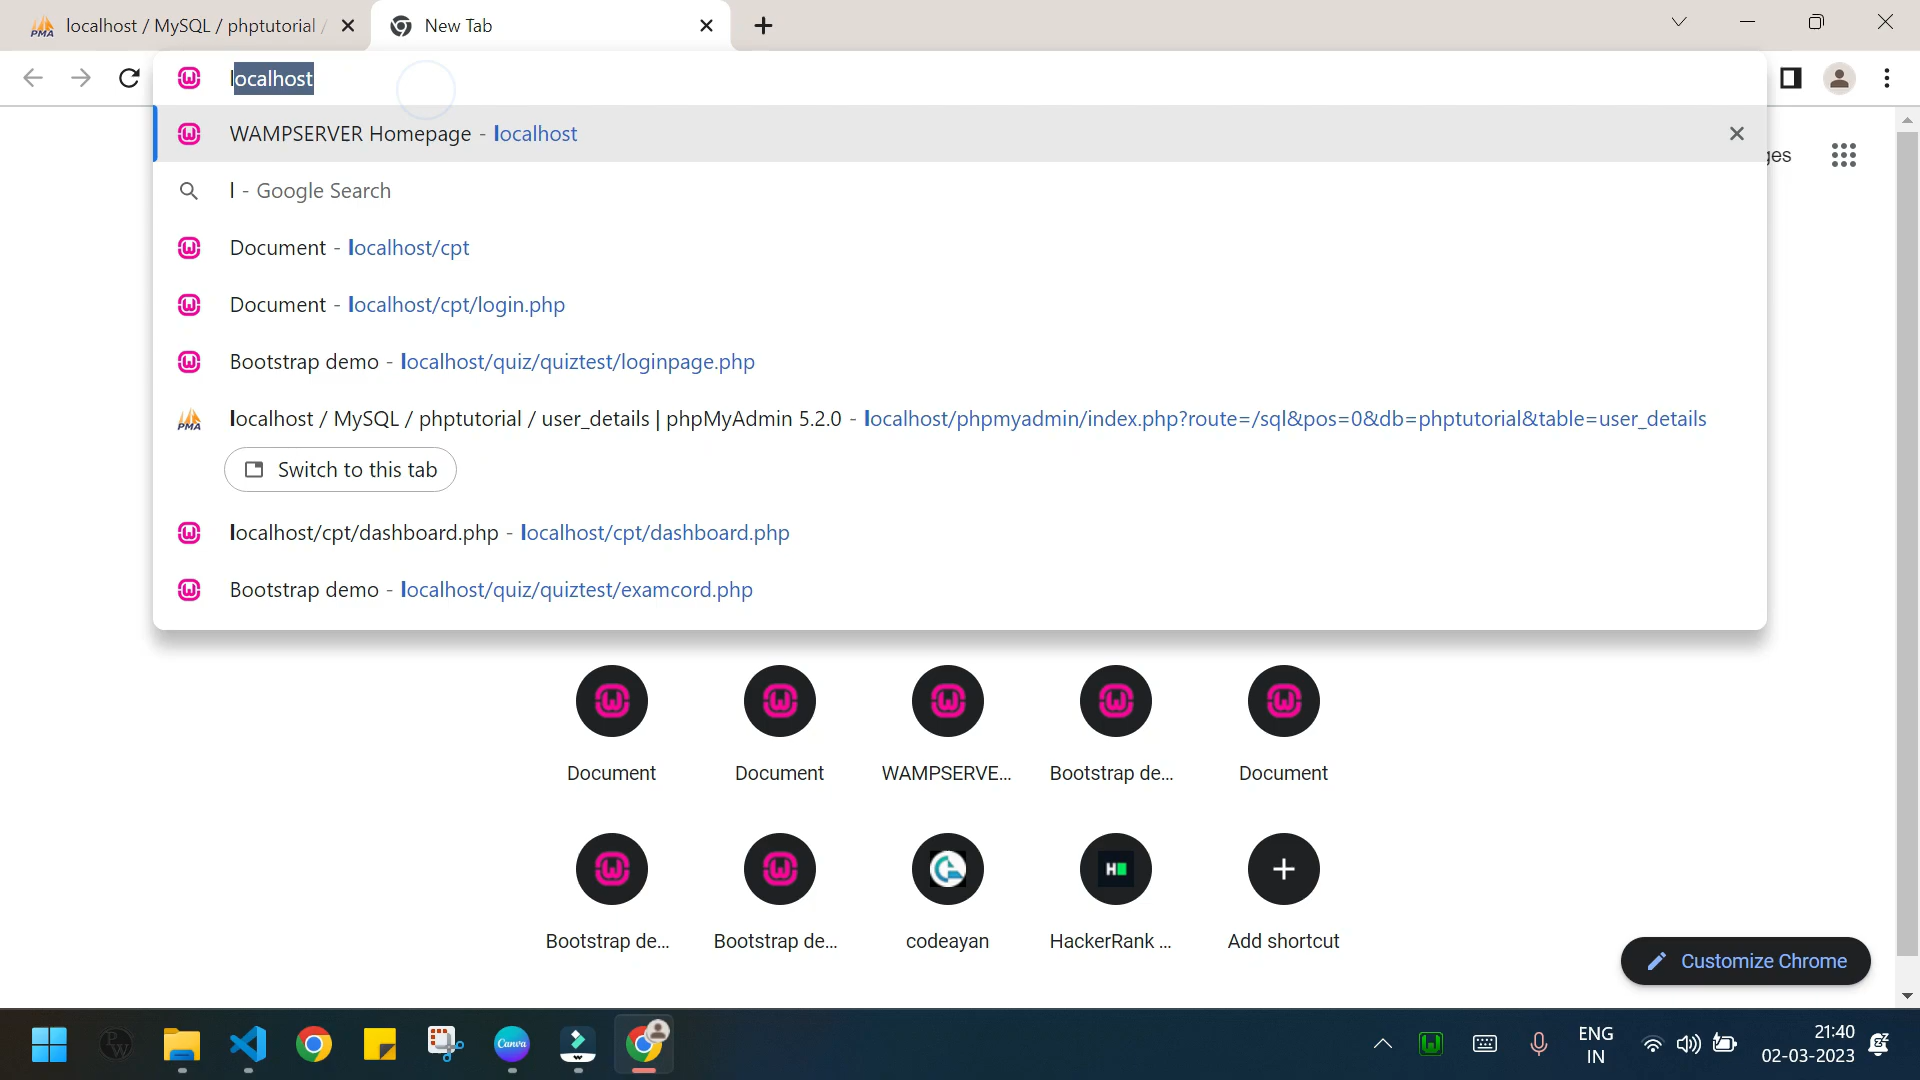 localhost / MySQL / phptutorial /
New Tab
localhost
WAMPSERVER Homepage - localhost
ges
l - Google Search
Document - localhost/cpt
Document - localhost/cpt/login.php
Bootstrap demo - localhost/quiz/quiztest/loginpage.php
localhost / MySQL / phptutorial / user_details | phpMyAdmin 5.2.0 - localhost/phpmyadmin/index.php?route=/sql&pos=0&db=phptutorial&table=user_details
Switch to this tab
localhost/cpt/dashboard.php - localhost/cpt/dashboard.php
Bootstrap demo - localhost/quiz/quiztest/examcord.php
Document Document WAMPSERVE... Bootstrap de... Document
Bootstrap de... Bootstrap de... codeayan HackerRank ... Add shortcut
Customize Chrome
Canva
ENG
IN
21:40
02-03-2023